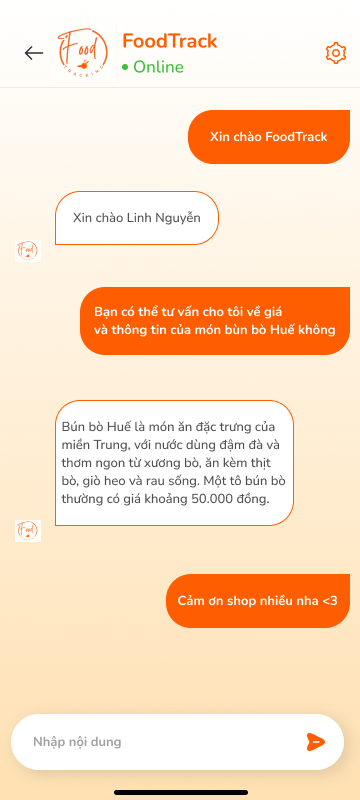 Food
TRACKING
FoodTrack
Online
Xin chào FoodTrack
Xin chào Linh Nguyễn
Food
Bạn có thể tư vấn cho tôi về giá
và thông tin của món bùn bò Huế không
Bún bò Huế là món ăn đặc trưng của
miền Trung, với nước dùng đậm đà và
thơm ngon từ xương bò, ăn kèm thịt
bò, giò heo và rau sống. Một tô bún bò
thường có giá khoảng 50.000 đồng.
Food
Cảm ơn shop nhiều nha <3
Nhập nội dung